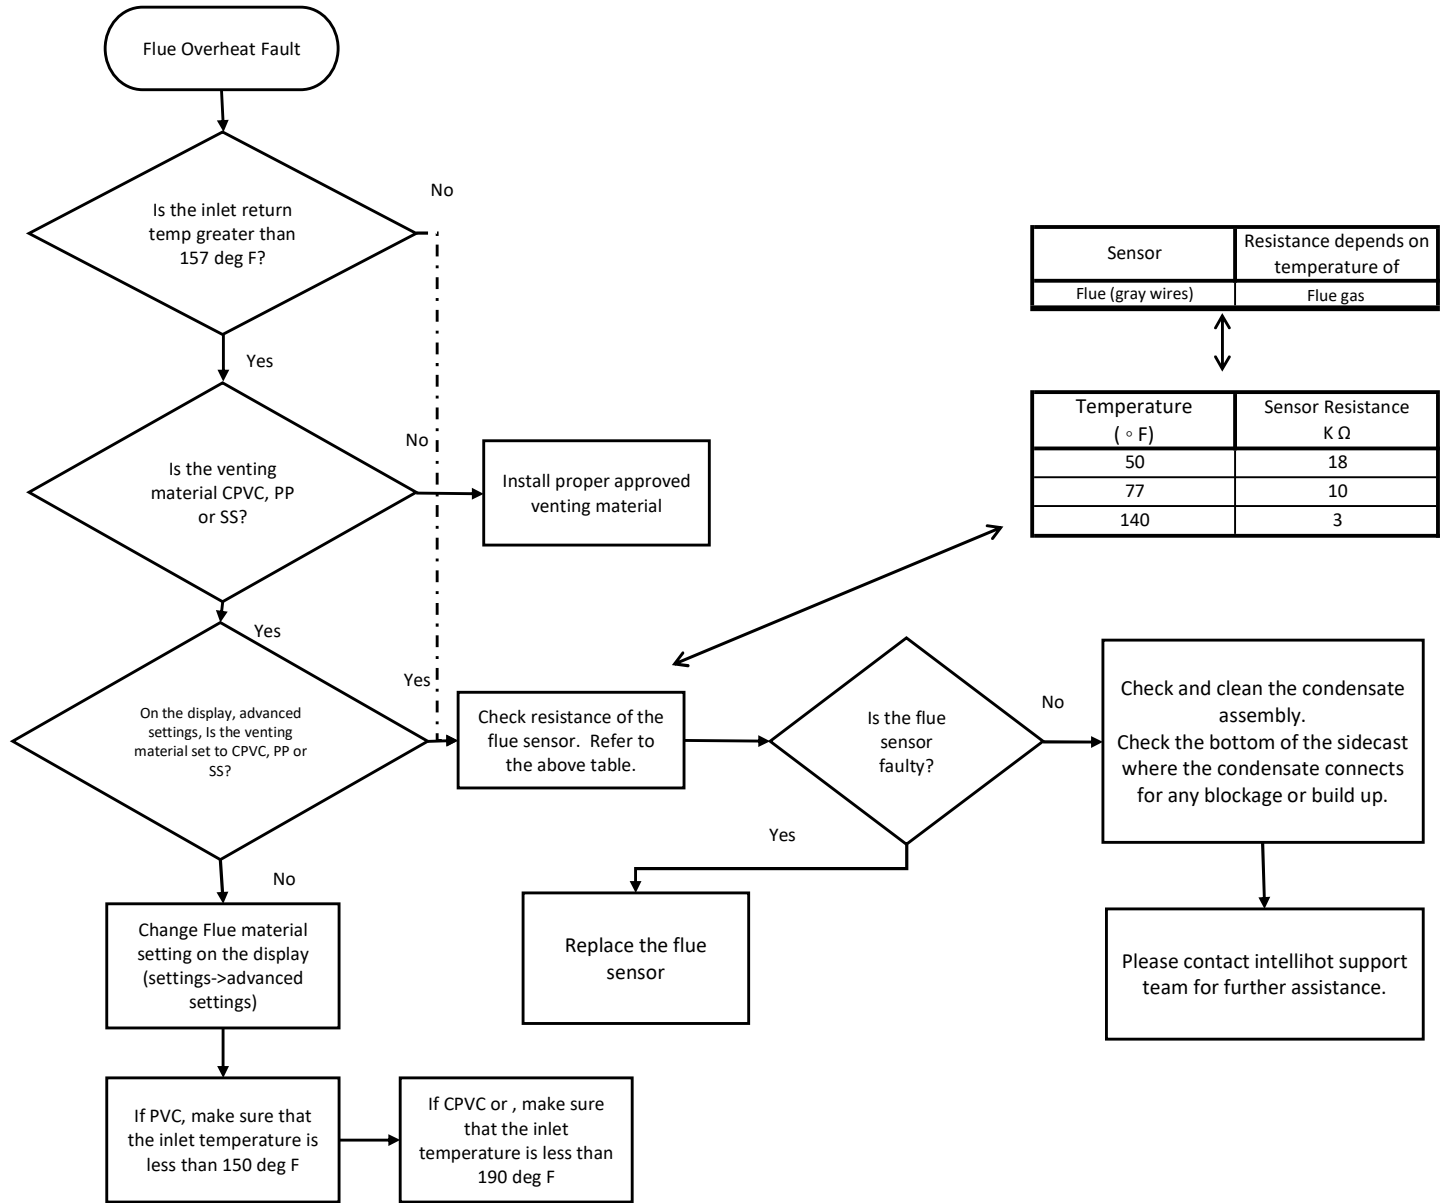 Flue Overheat Fault
Is the inlet return
temp greater than
157 deg F?
No
Yes
Sensor
Resistance depends on
temperature of
Flue (gray wires)
Flue gas
Temperature
( ◦ F)
Sensor Resistance
K Ω
50
18
77
10
140
3
Is the venting
material CPVC, PP
or SS?
No
Install proper approved
venting material
Yes
On the display, advanced
settings, Is the venting
material set to CPVC, PP or
SS?
Yes
Check resistance of the
flue sensor.  Refer to
the above table.
Is the flue
sensor
faulty?
No
Check and clean the condensate
assembly.
Check the bottom of the sidecast
where the condensate connects
for any blockage or build up.
Yes
No
Change Flue material
setting on the display
(settings->advanced
settings)
Replace the flue
sensor
Please contact intellihot support
team for further assistance.
If PVC, make sure that
the inlet temperature is
less than 150 deg F
If CPVC or , make sure
that the inlet
temperature is less than
190 deg F